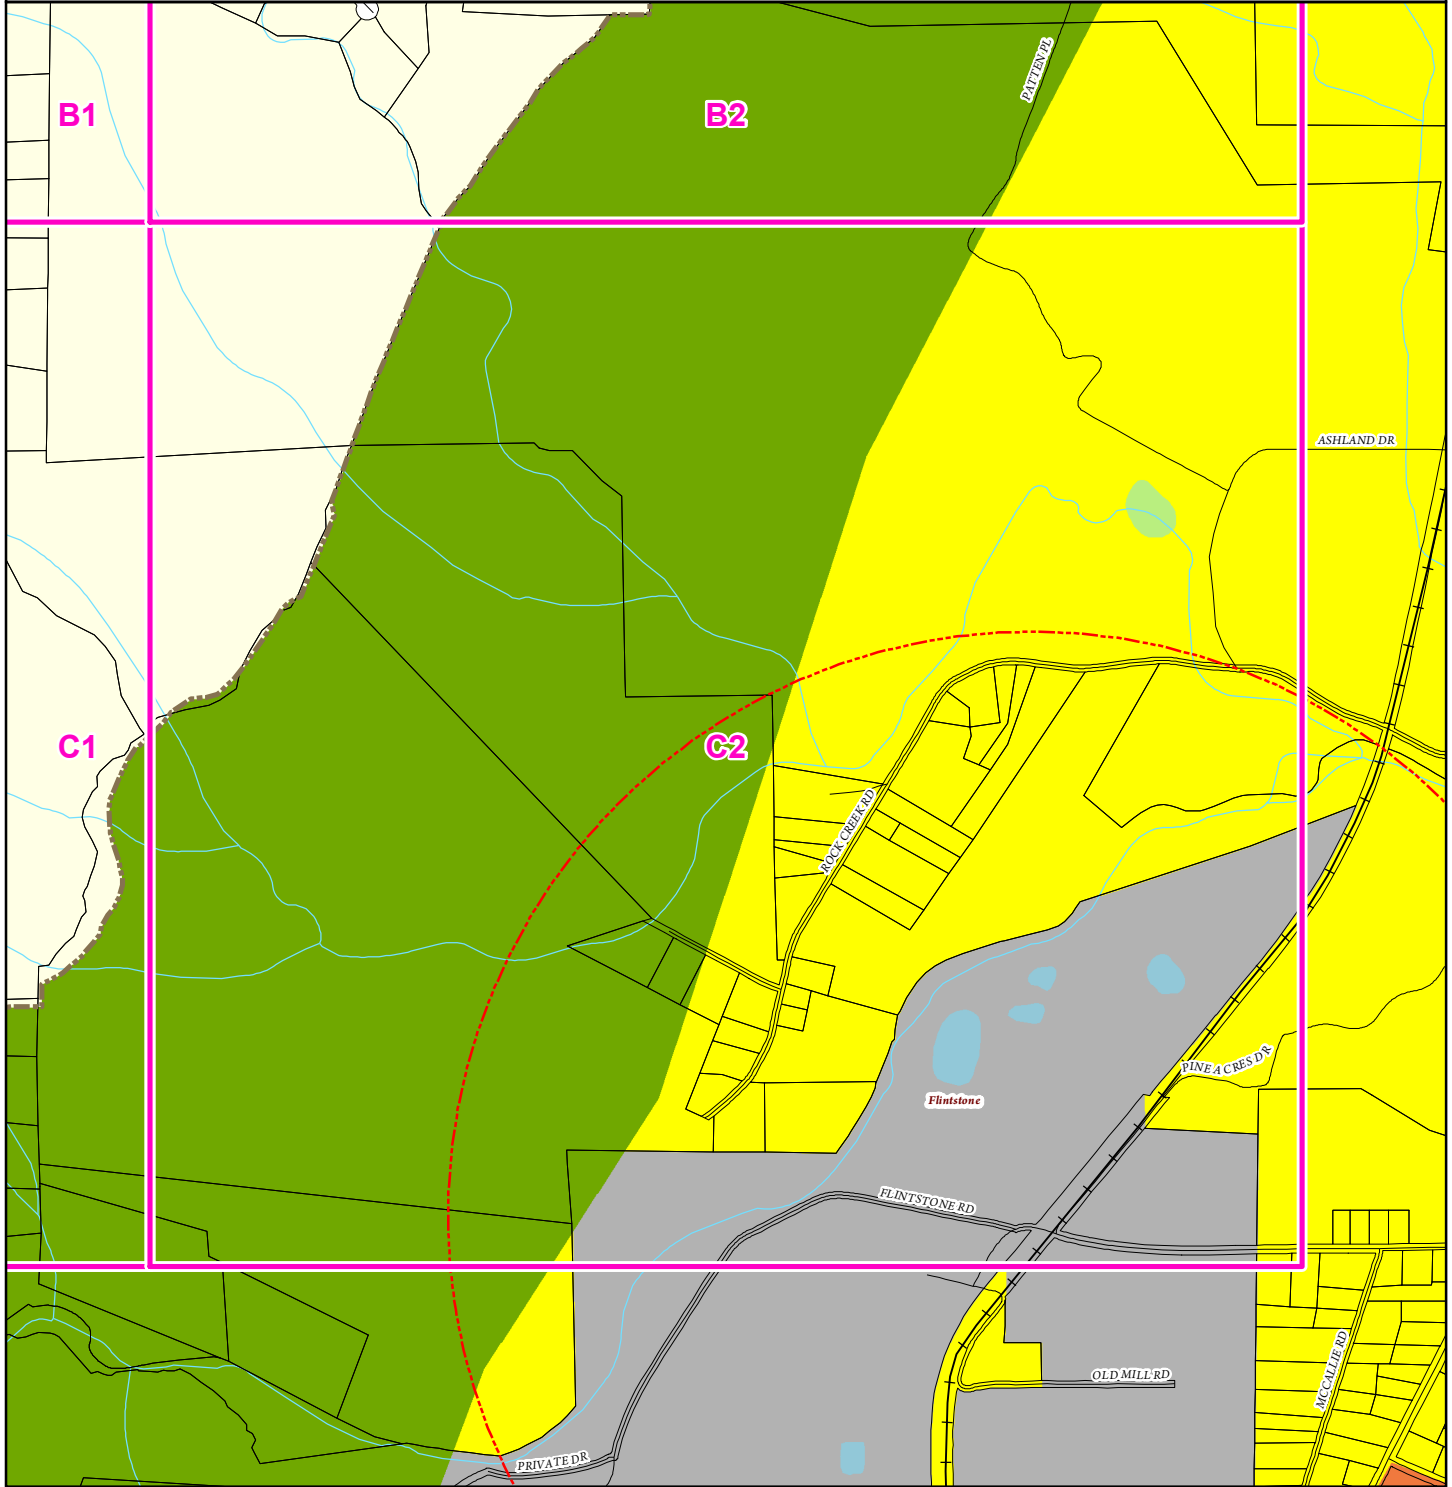 PATTEN PL
B1
B2
ASHLAND DR
C1
C2
ROCK CREEK RD
PINE ACRES DR
Flintstone
FLINTSTONE RD
MCCALLIE RD
OLD MILL RD
PRIVATE DR